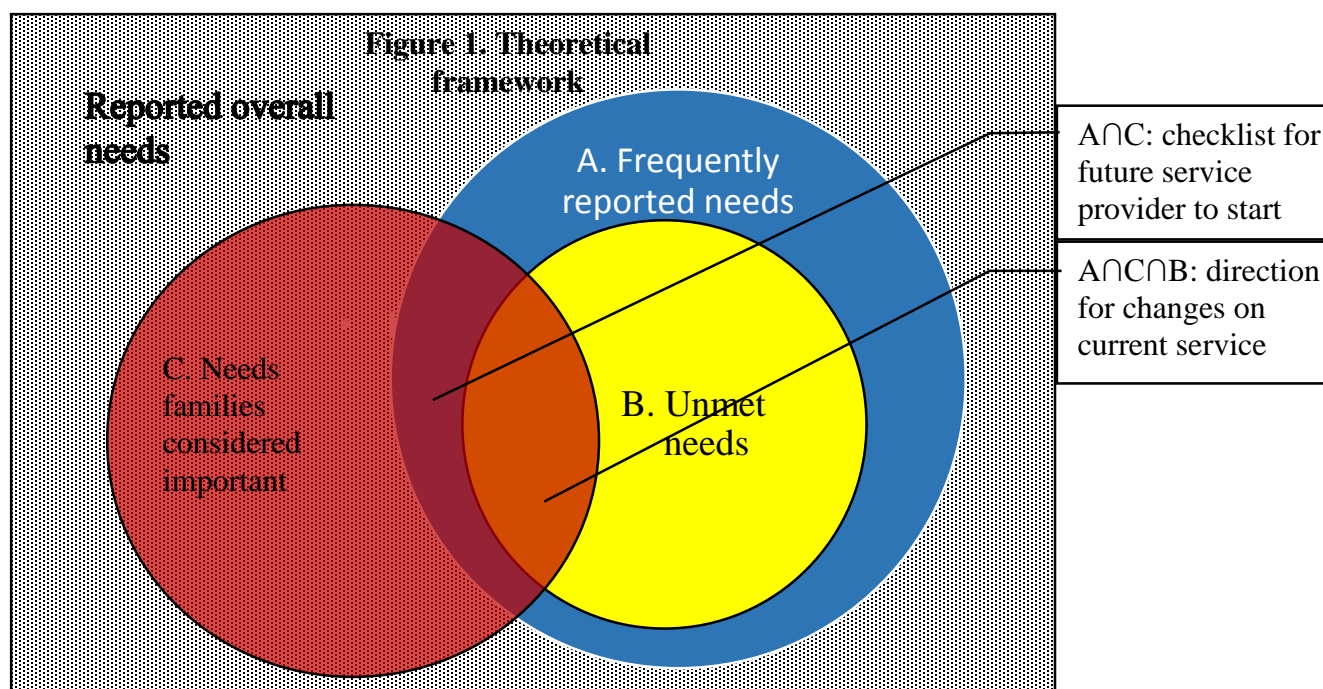 Figure 1. Theoretical
framework
Reported overall
needs
A. Frequently
reported needs
A∩C: checklist for
future service
provider to start
A∩C∩B: direction
for changes on
current service
C. Needs
families
considered
important
B. Unmet
needs